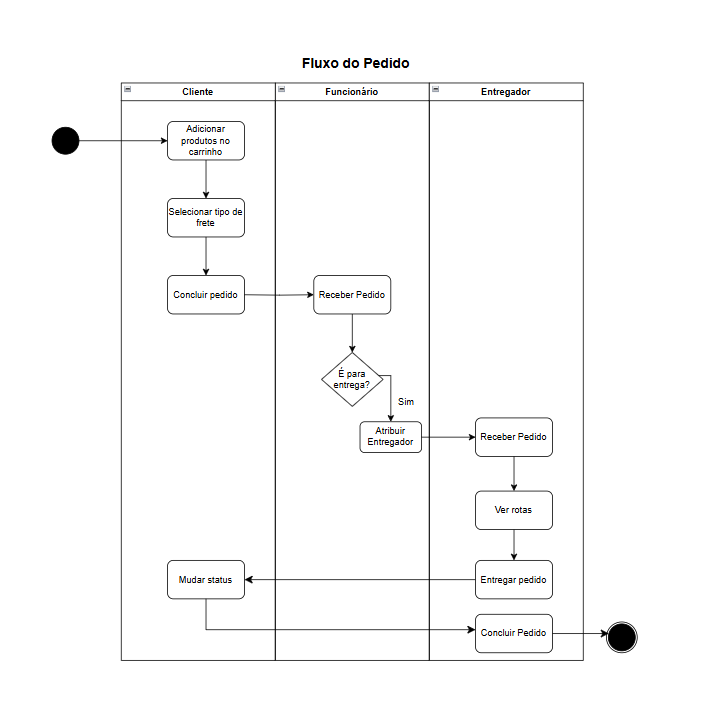 Fluxo do Pedido
Cliente
Funcionário
Entregador
Adicionar
produtos no
carrinho
Selecionar tipo de
frete
Concluir pedido
Receber Pedido
É para
entrega?
Sim
Atribuir
Entregador
Receber Pedido
Ver rotas
Mudar status
Entregar pedido
Concluir Pedido